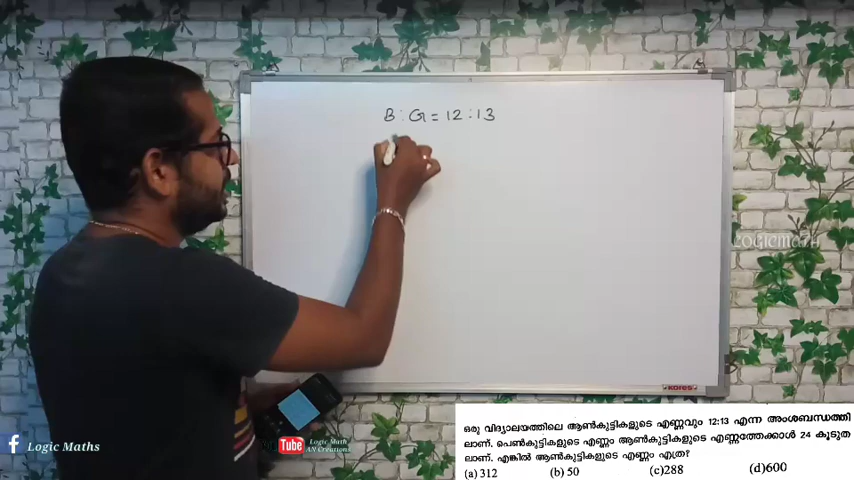 B : G = 12 : 13
LOGICMATH
KORES
ഒരു വിദ്യാലയത്തിലെ ആൺകുട്ടികളുടെ എണ്ണവും 12:13 എന്ന അംശബന്ധത്തി
ലാണ്. പെൺകുട്ടികളുടെ എണ്ണം ആൺകുട്ടികളുടെ എണ്ണത്തേക്കാൾ 24 കൂടുത
ലാണ്. എങ്കിൽ ആൺകുട്ടികളുടെ എണ്ണം എത്ര?
(a) 312 (b) 50 (c)288 (d)600
f Logic Maths
You Tube Logic Math
AN Creations